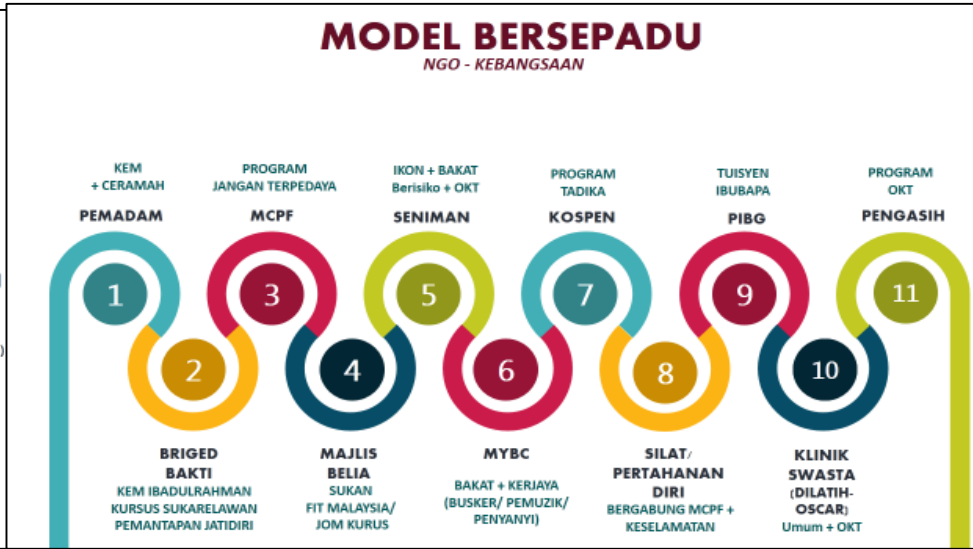 MODEL BERSEPADU
NGO - KEBANGSAAN
KEM
+ CERAMAH
PEMADAM
1
BRIGED
BAKTI
KEM IBADULRAHMAN
KURSUS SUKARELAWAN
PEMANTAPAN JATIDIRI
2
PROGRAM
JANGAN TERPEDAYA
MCPF
3
MAJLIS
BELIA
SUKAN
FIT MALAYSIA/
JOM KURUS
4
IKON + BAKAT
Berisiko + OKT
SENIMAN
5
MYBC
BAKAT + KERJAYA
(BUSKER/ PEMUZIK/
PENYANYI)
6
PROGRAM
TADIKA
KOSPEN
7
SILAT/
PERTAHANAN
DIRI
BERGABUNG MCPF +
KESELAMATAN
8
TUISYEN
IBUBAPA
PIBG
9
KLINIK
SWASTA
(DILATIH-
OSCAR)
Umum + OKT
10
PROGRAM
OKT
PENGASIH
11
)